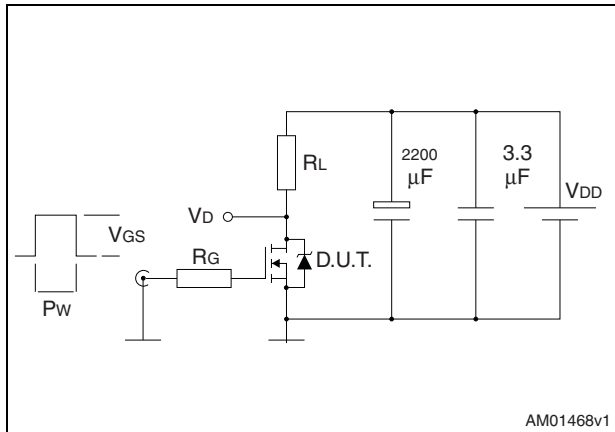 RL
2200
μF
3.3
μF
VDD
VD
VGS
RG
D.U.T.
PW
AM01468v1